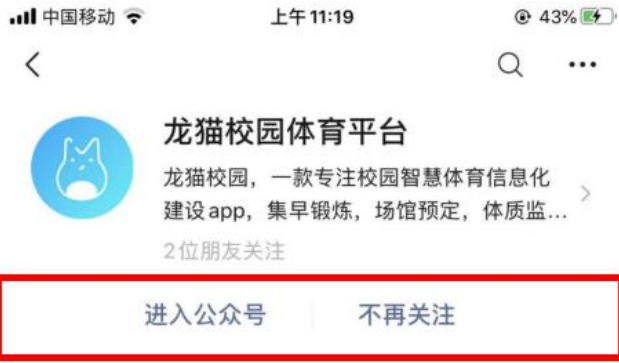 中国移动 上午11:19 43%
龙猫校园体育平台
龙猫校园，一款专注校园智慧体育信息化
建设app，集早锻炼，场馆预定，体质监...
2位朋友关注
进入公众号 不再关注